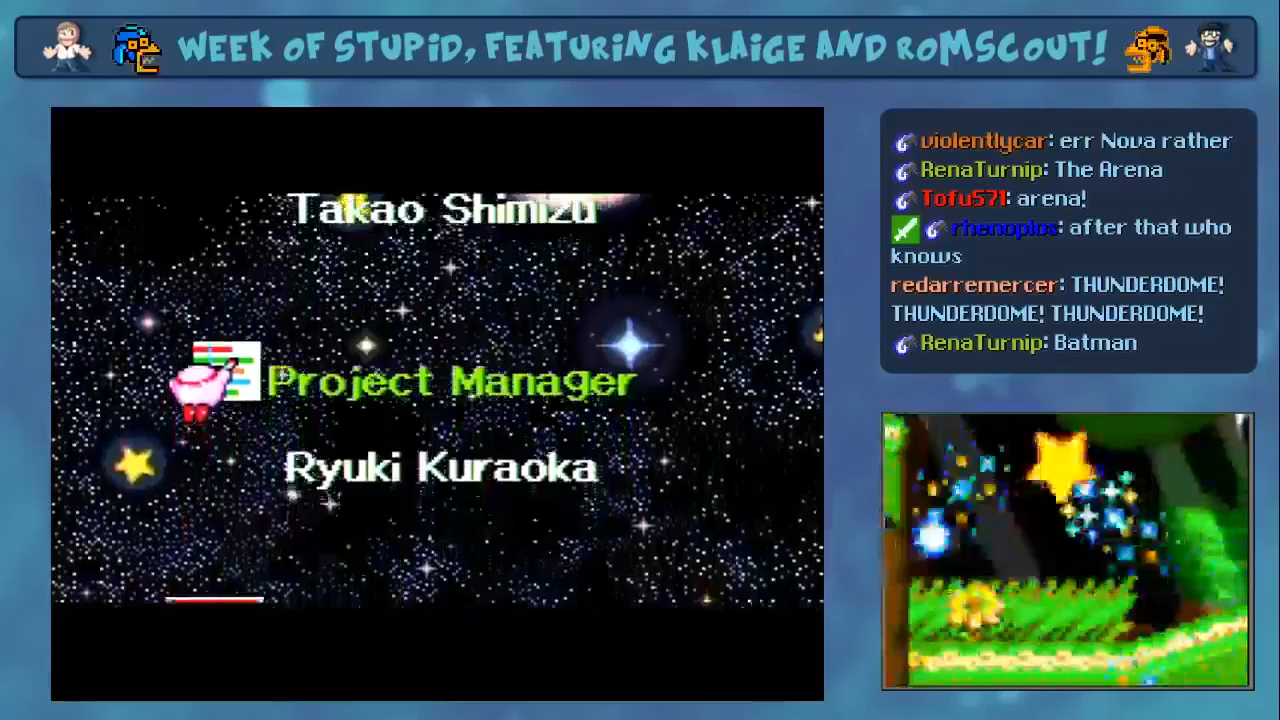 WEEK OF STUPID, FEATURING KLAIGE AND ROMSCOUT!
Takao Shimizu
Project Manager
Ryuki Kuraoka
violentlycar: err Nova rather
RenaTurnip: The Arena
Tofu571: arena!
rhenoplos: after that who
knows
redarremercer: THUNDERDOME!
THUNDERDOME! THUNDERDOME!
RenaTurnip: Batman